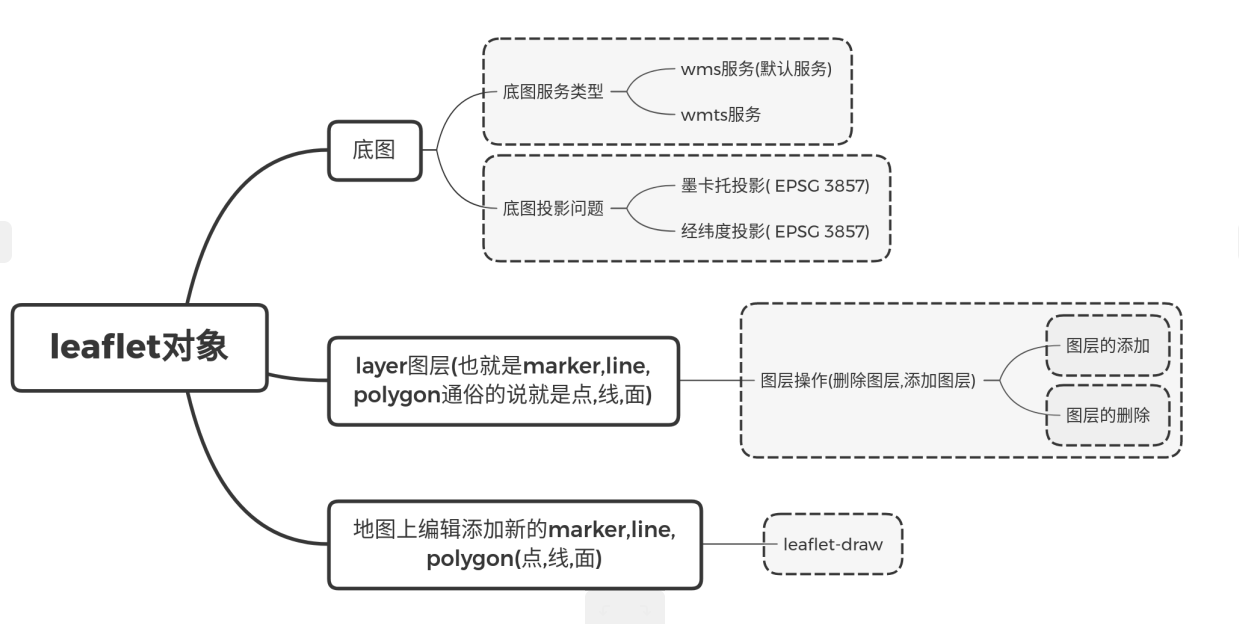 leaflet对象
底图
底图服务类型
wms服务(默认服务)
wmts服务
底图投影问题
墨卡托投影( EPSG 3857)
经纬度投影( EPSG 3857)
layer图层(也就是marker,line,
polygon通俗的说就是点,线,面)
图层操作(删除图层,添加图层)
图层的添加
图层的删除
地图上编辑添加新的marker,line,
polygon(点,线,面)
leaflet-draw